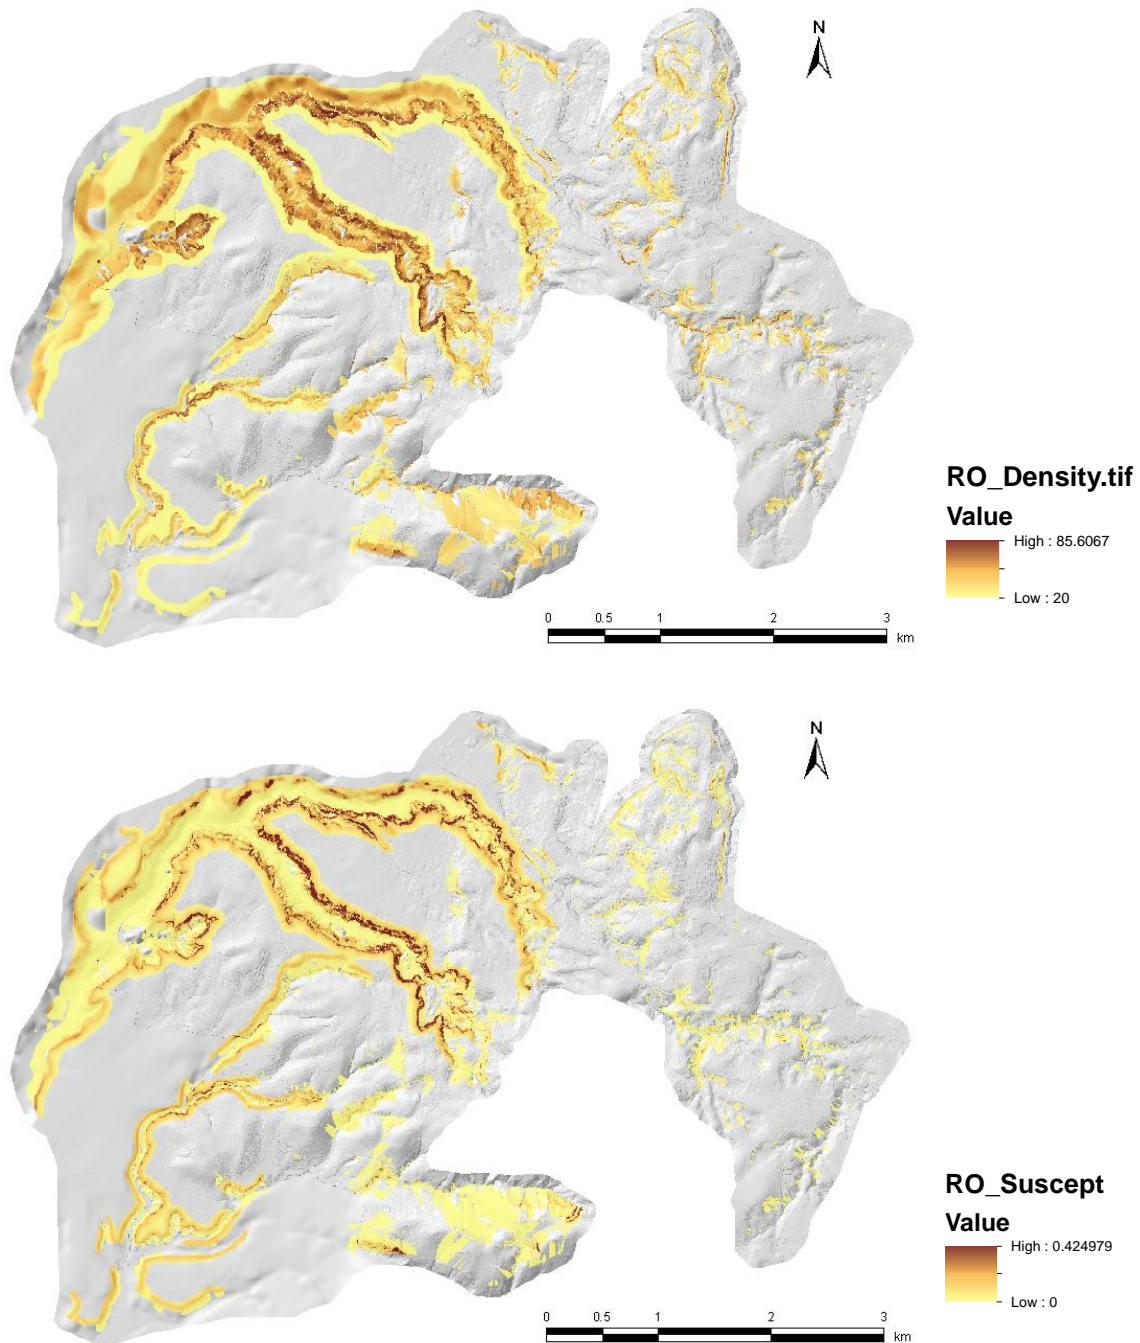 N
RO_Density.tif
Value
High : 85.6067
Low : 20
0 0.5 1 2 3
km
N
RO_Suscept
Value
High : 0.424979
Low : 0
0 0.5 1 2 3
km